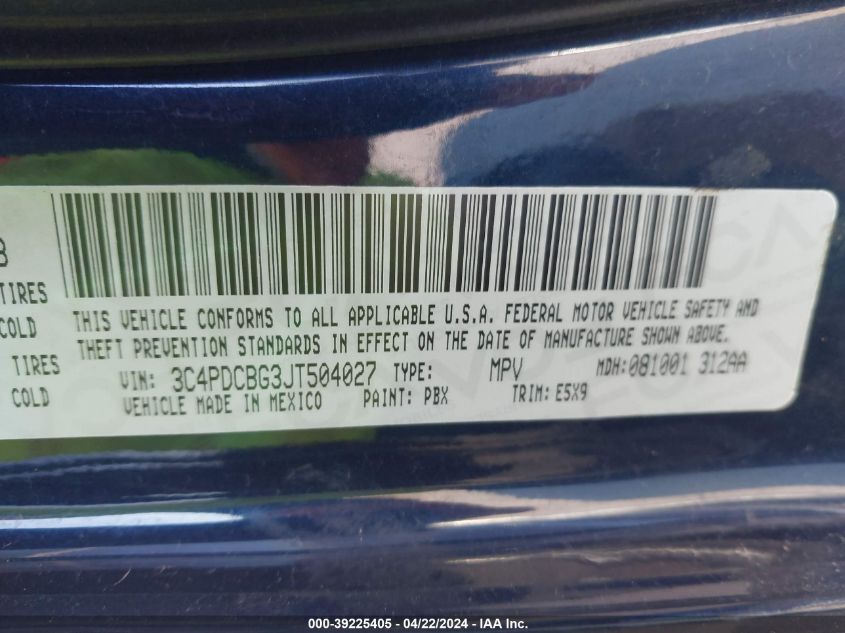 8
TIRES
COLD
TIRES
COLD
THIS VEHICLE CONFORMS TO ALL APPLICABLE U.S.A. FEDERAL MOTOR VEHICLE SAFETY AND
THEFT PREVENTION STANDARDS IN EFFECT ON THE DATE OF MANUFACTURE SHOWN ABOVE.
VIN: 3C4PDCBG3JT504027 TYPE: MPV MDH: 081001 312AA
VEHICLE MADE IN MEXICO PAINT: PBX TRIM: E5X9
000-39225405 - 04/22/2024 - IAA Inc.